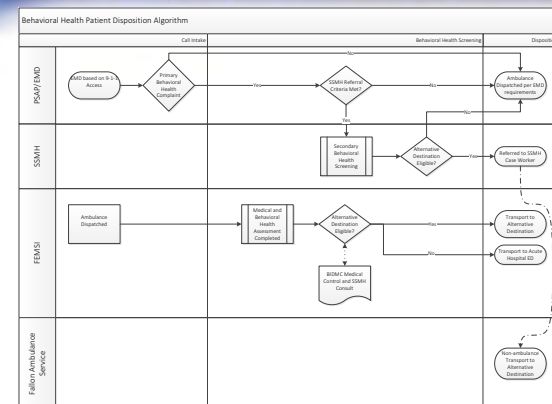 Behavioral Health Patient Disposition Algorithm
Call Intake
Behavioral Health Screening
Disposit
PSAP/EMD
EMD based on 9-1-1
Access
Primary
Behavioral
Health
Complaint
No
Yes
SSMH Referral
Criteria Met?
No
Yes
Ambulance
Dispatched per EMD
requirements
SSMH
Secondary
Behavioral
Health
Screening
Alternative
Destination
Eligible?
No
Yes
Referred to SSMH
Case Worker
FEMSI
Ambulance
Dispatched
Medical and
Behavioral
Health
Assessment
Completed
Alternative
Destination
Eligible?
Yes
No
Transport to
Alternative
Destination
Transport to Acute
Hospital ED
BIDMC Medical
Control and SSMH
Consult
Fallon Ambulance
Service
Non-ambulance
Transport to
Alternative
Destination